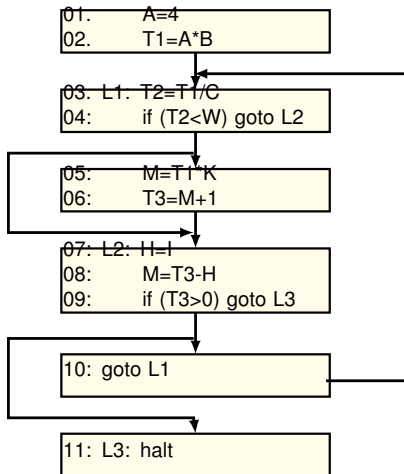 01. A=4
02. T1=A*B
03: L1: T2=T1/C
04: if (T2<W) goto L2
05: M=T1*K
06: T3=M+1
07: L2: H=I
08: M=T3-H
09: if (T3>0) goto L3
10: goto L1
11: L3: halt